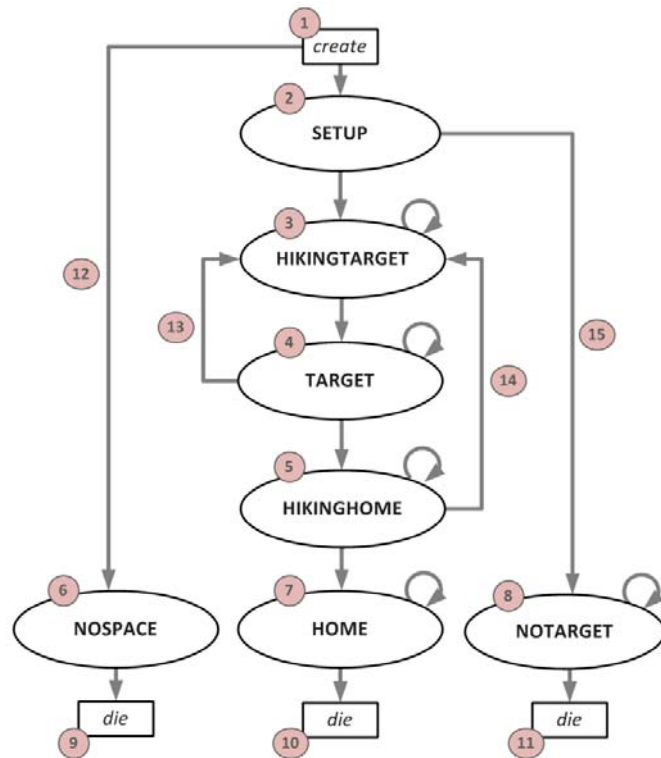 1
create
2
SETUP
3
HIKINGTARGET
12
13
15
4
TARGET
14
5
HIKINGHOME
6
NOSPACE
7
HOME
8
NOTARGET
die
9
die
10
die
11